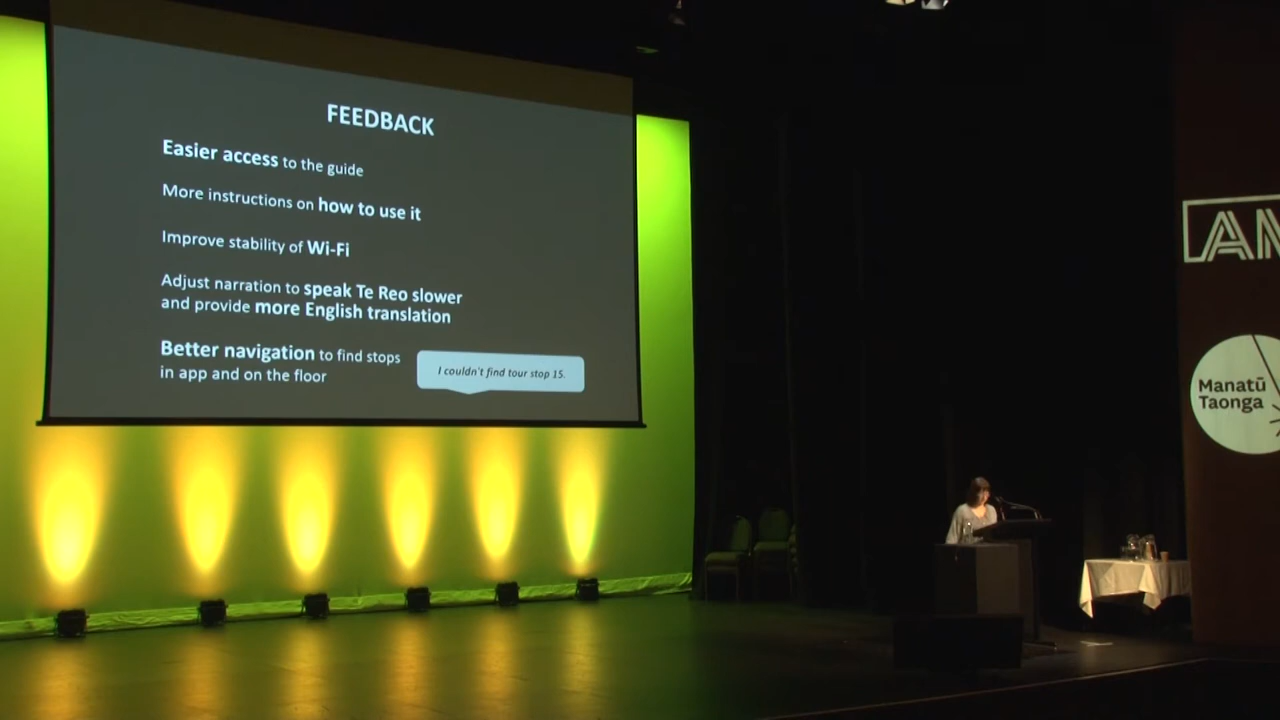 FEEDBACK
Easier access to the guide
More instructions on how to use it
Improve stability of Wi-Fi
Adjust narration to speak Te Reo slower
and provide more English translation
Better navigation to find stops
in app and on the floor
I couldn't find tour stop 15.
AM
Manatū
Taonga